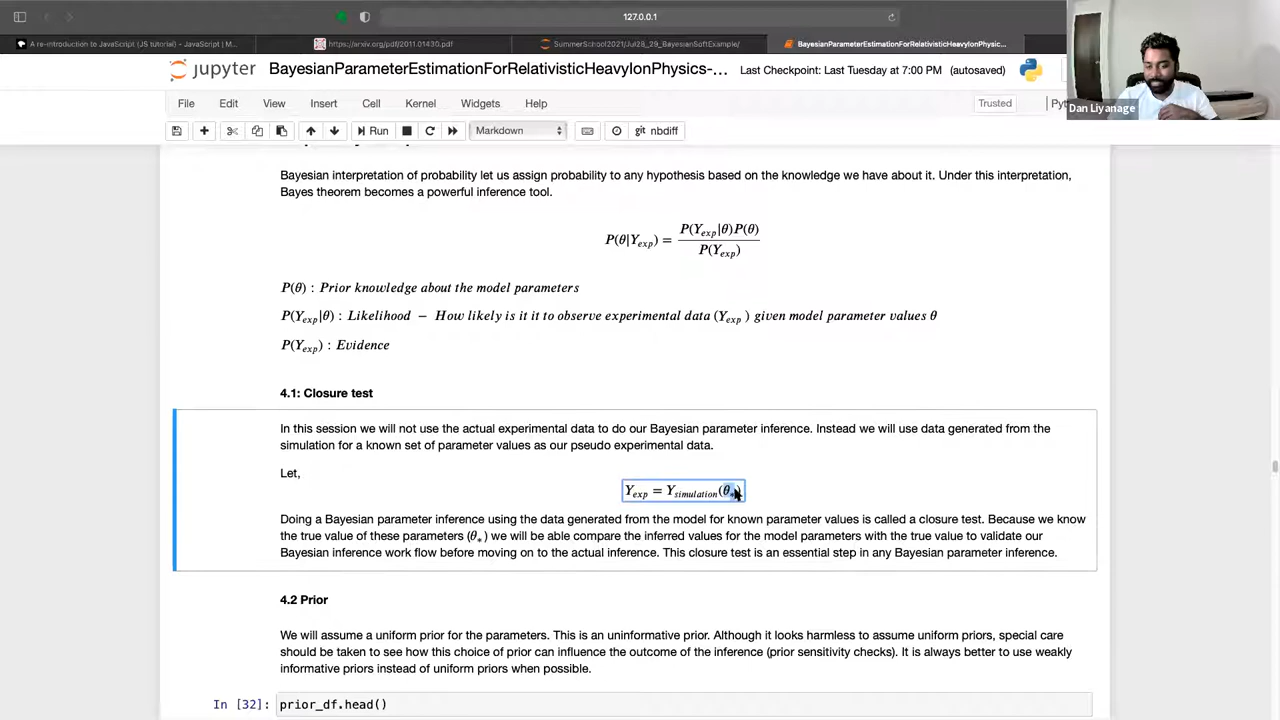 127.0.0.1
A re-introduction to JavaScript (JS tutorial) - JavaScript | M...
https://arxiv.org/pdf/2011.01430.pdf
SummerSchool2021/Jul28_29_BayesianSoftExample/
BayesianParameterEstimationForRelativisticHeavyIonPhysic...
jupyter BayesianParameterEstimationForRelativisticHeavyIonPhysics-... Last Checkpoint: Last Tuesday at 7:00 PM (autosaved)
Dan Liyanage
File Edit View Insert Cell Kernel Widgets Help Trusted
Run Markdown git nbdiff
Bayesian interpretation of probability let us assign probability to any hypothesis based on the knowledge we have about it. Under this interpretation,
Bayes theorem becomes a powerful inference tool.
P(θ|Y_exp) = P(Y_exp|θ)P(θ) / P(Y_exp)
P(θ) : Prior knowledge about the model parameters
P(Y_exp|θ) : Likelihood − How likely is it it to observe experimental data (Y_exp ) given model parameter values θ
P(Y_exp) : Evidence
4.1: Closure test
In this session we will not use the actual experimental data to do our Bayesian parameter inference. Instead we will use data generated from the
simulation for a known set of parameter values as our pseudo experimental data.
Let,
Y_exp = Y_simulation(θ_*)
Doing a Bayesian parameter inference using the data generated from the model for known parameter values is called a closure test. Because we know
the true value of these parameters (θ_*) we will be able compare the inferred values for the model parameters with the true value to validate our
Bayesian inference work flow before moving on to the actual inference. This closure test is an essential step in any Bayesian parameter inference.
4.2 Prior
We will assume a uniform prior for the parameters. This is an uninformative prior. Although it looks harmless to assume uniform priors, special care
should be taken to see how this choice of prior can influence the outcome of the inference (prior sensitivity checks). It is always better to use weakly
informative priors instead of uniform priors when possible.
In [32]: prior_df.head()